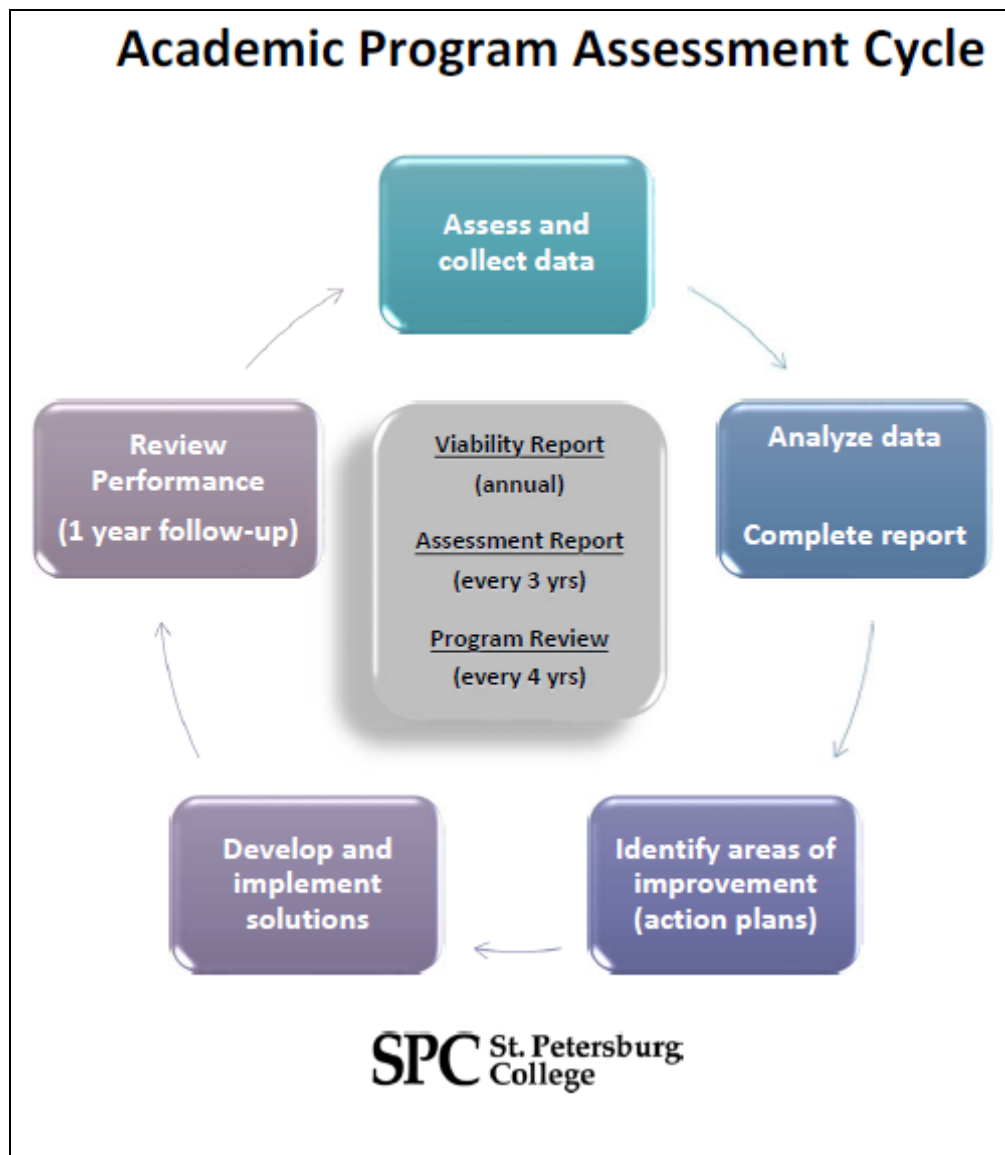 Academic Program Assessment Cycle
Assess and
collect data
Analyze data
Complete report
Identify areas of
improvement
(action plans)
Develop and
implement
solutions
Review
Performance
(1 year follow-up)
Viability Report
(annual)
Assessment Report
(every 3 yrs)
Program Review
(every 4 yrs)
SPC St. Petersburg
College